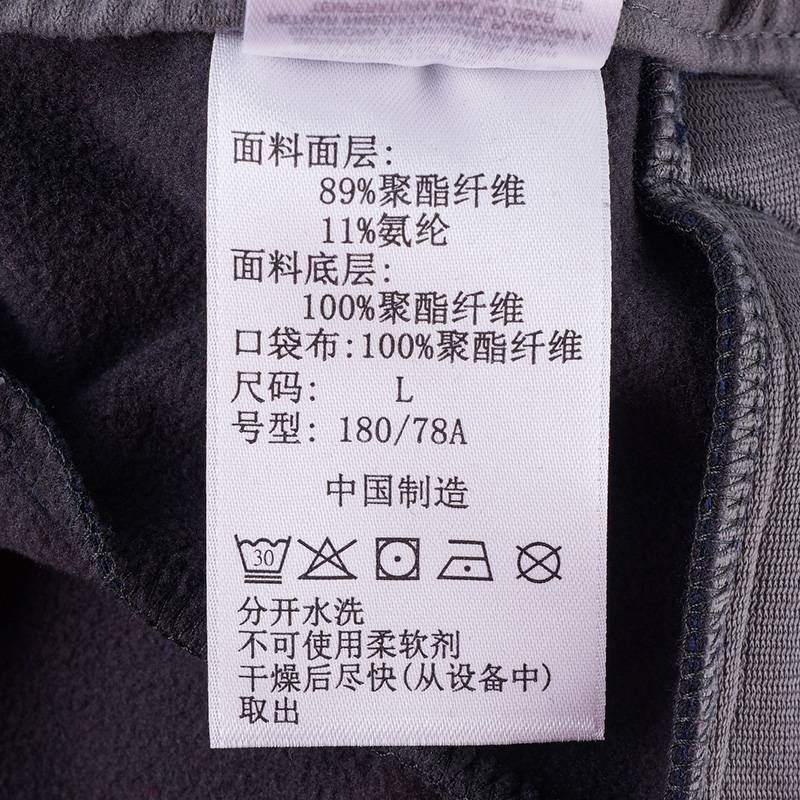 RETIRAR INMEDIATAMENTE, PLANCHAR A
面料面层:
89%聚酯纤维
11%氨纶
面料底层:
100%聚酯纤维
口袋布:100%聚酯纤维
尺码: L
号型: 180/78A
中国制造
30
分开水洗
不可使用柔软剂
干燥后尽快(从设备中)
取出